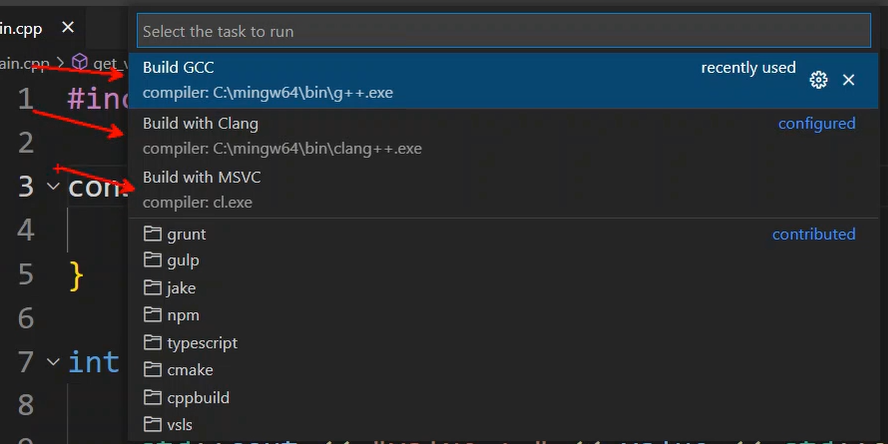 in.cpp ×
Select the task to run
ain.cpp > get_v
Build GCC recently used
compiler: C:\mingw64\bin\g++.exe
1 #inc
Build with Clang configured
compiler: C:\mingw64\bin\clang++.exe
2
Build with MSVC
3 con
compiler: cl.exe
4
grunt contributed
gulp
5 }
jake
npm
6
typescript
7 int
cmake
cppbuild
8
vsls